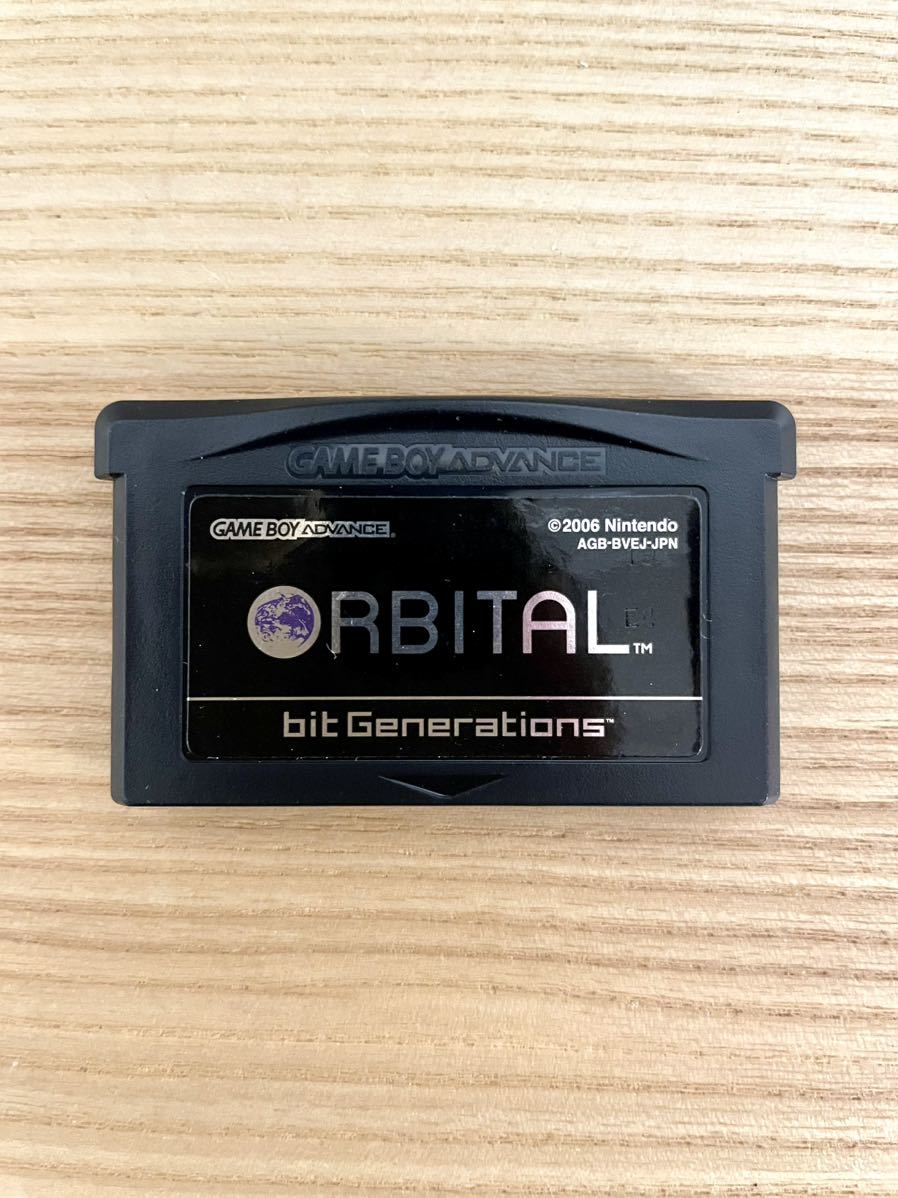 GAME BOY ADVANCE
GAME BOY ADVANCE
©2006 Nintendo
AGB-BVEJ-JPN
ORBITAL™
bit Generations™